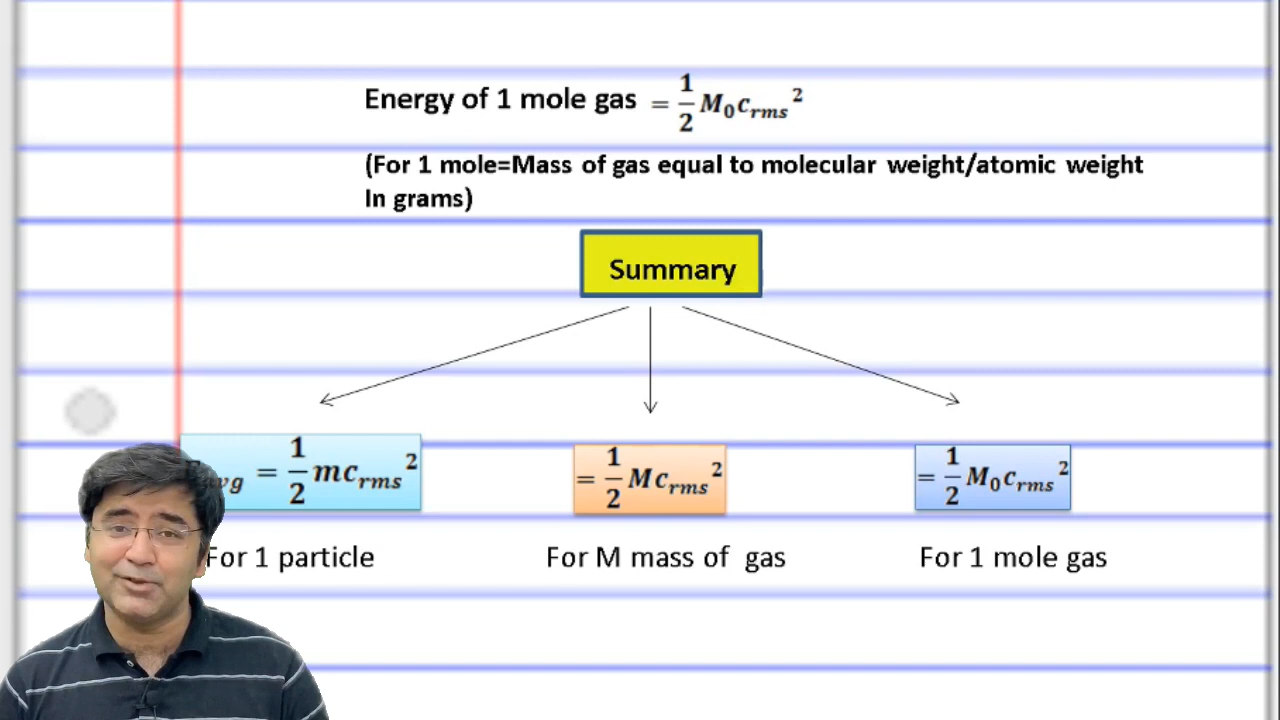 Energy of 1 mole gas = 1/2 M₀c_rms²
(For 1 mole=Mass of gas equal to molecular weight/atomic weight
In grams)
Summary
avg = 1/2 mc_rms²
= 1/2 Mc_rms²
= 1/2 M₀c_rms²
For 1 particle
For M mass of gas
For 1 mole gas